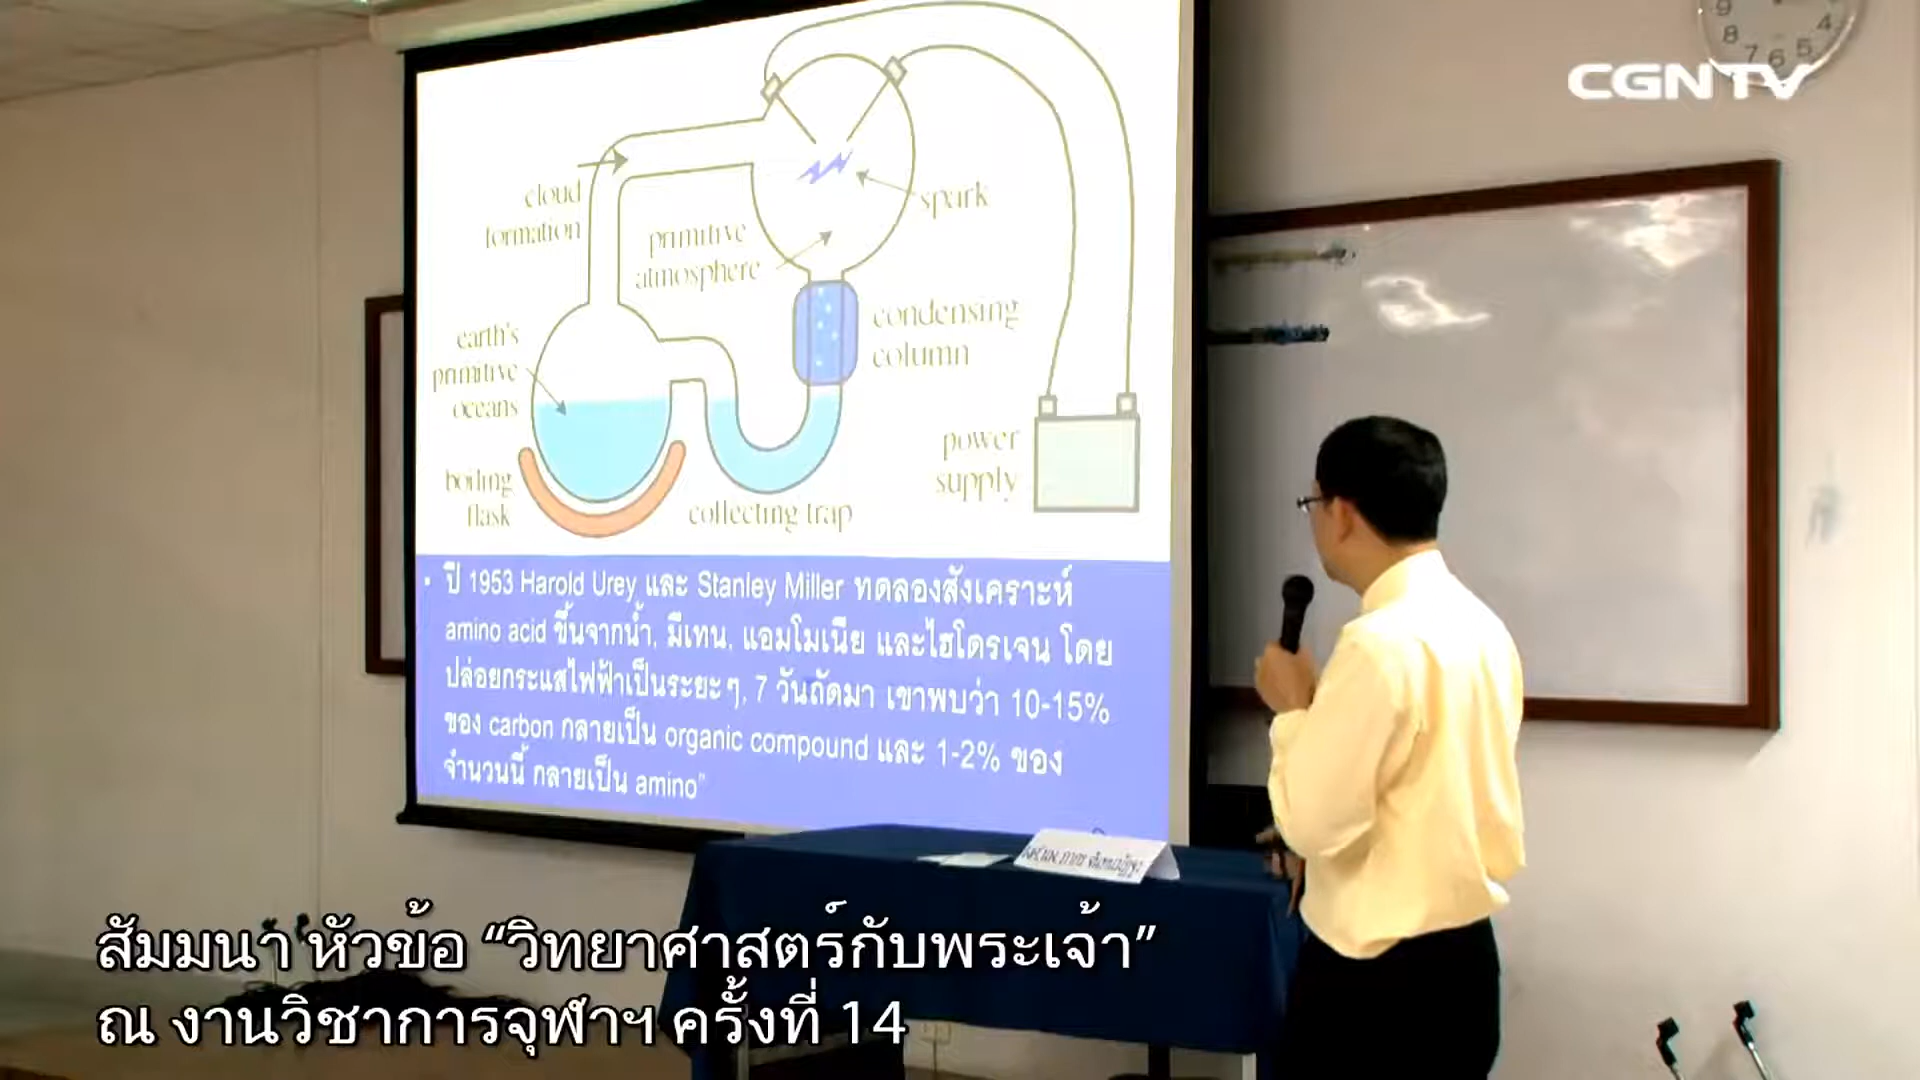 CGNTV
9
8
7
6
5
4
cloud
formation
spark
primitive
atmosphere
condensing
column
earth's
primitive
oceans
power
supply
boiling
flask
collecting trap
• ปี 1953 Harold Urey และ Stanley Miller ทดลองสังเคราะห์
amino acid ขึ้นจากน้ำ, มีเทน, แอมโมเนีย และไฮโดรเจน โดย
ปล่อยกระแสไฟฟ้าเป็นระยะๆ, 7 วันถัดมา เขาพบว่า 10-15%
ของ carbon กลายเป็น organic compound และ 1-2% ของ
จำนวนนี้ กลายเป็น amino”
สัมมนา หัวข้อ “วิทยาศาสตร์กับพระเจ้า”
ณ งานวิชาการจุฬาฯ ครั้งที่ 14